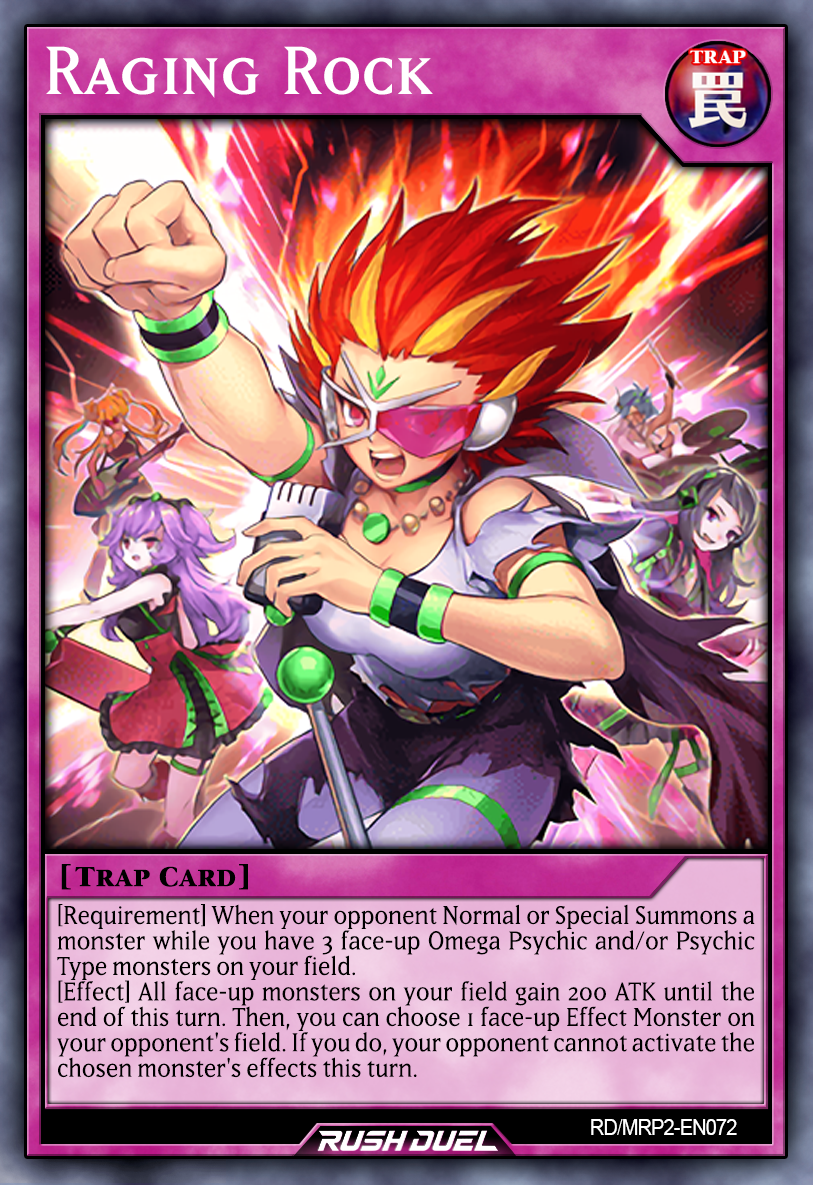 Raging Rock
TRAP
罠
[Trap Card]
[Requirement] When your opponent Normal or Special Summons a
monster while you have 3 face-up Omega Psychic and/or Psychic
Type monsters on your field.
[Effect] All face-up monsters on your field gain 200 ATK until the
end of this turn. Then, you can choose 1 face-up Effect Monster on
your opponent's field. If you do, your opponent cannot activate the
chosen monster's effects this turn.
RD/MRP2-EN072
RUSH DUEL